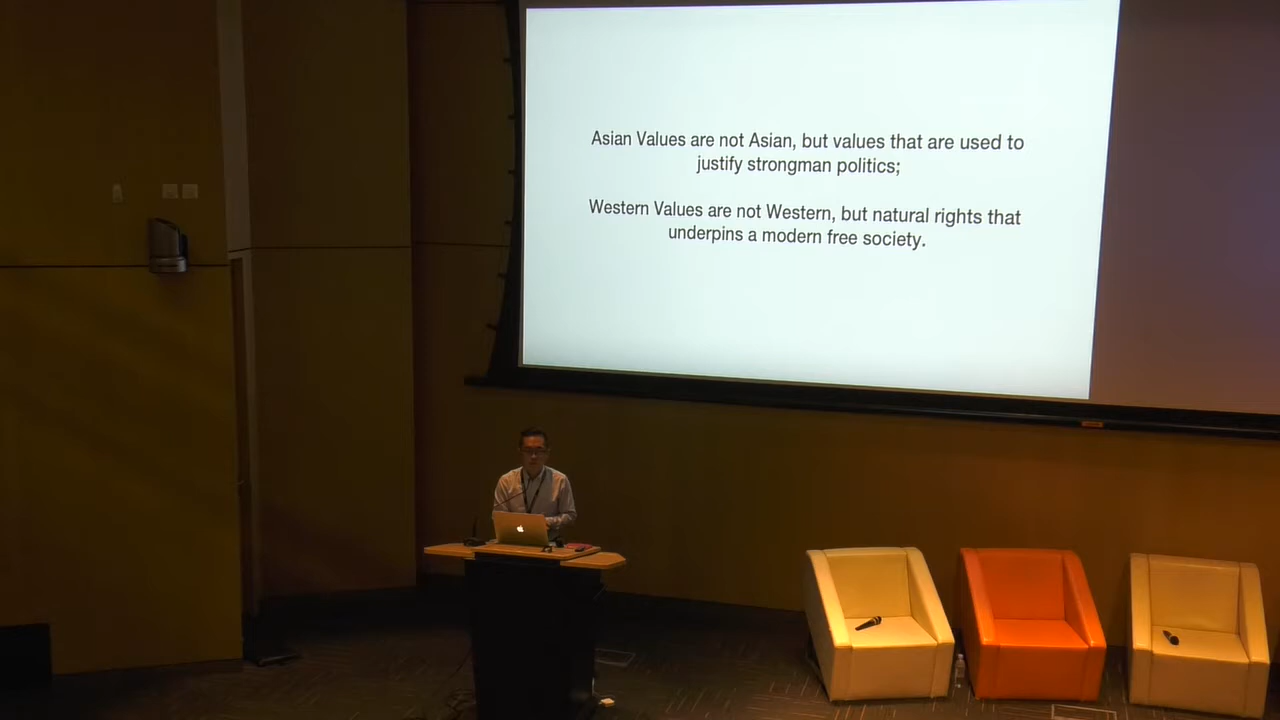 Asian Values are not Asian, but values that are used to
justify strongman politics;
Western Values are not Western, but natural rights that
underpins a modern free society.